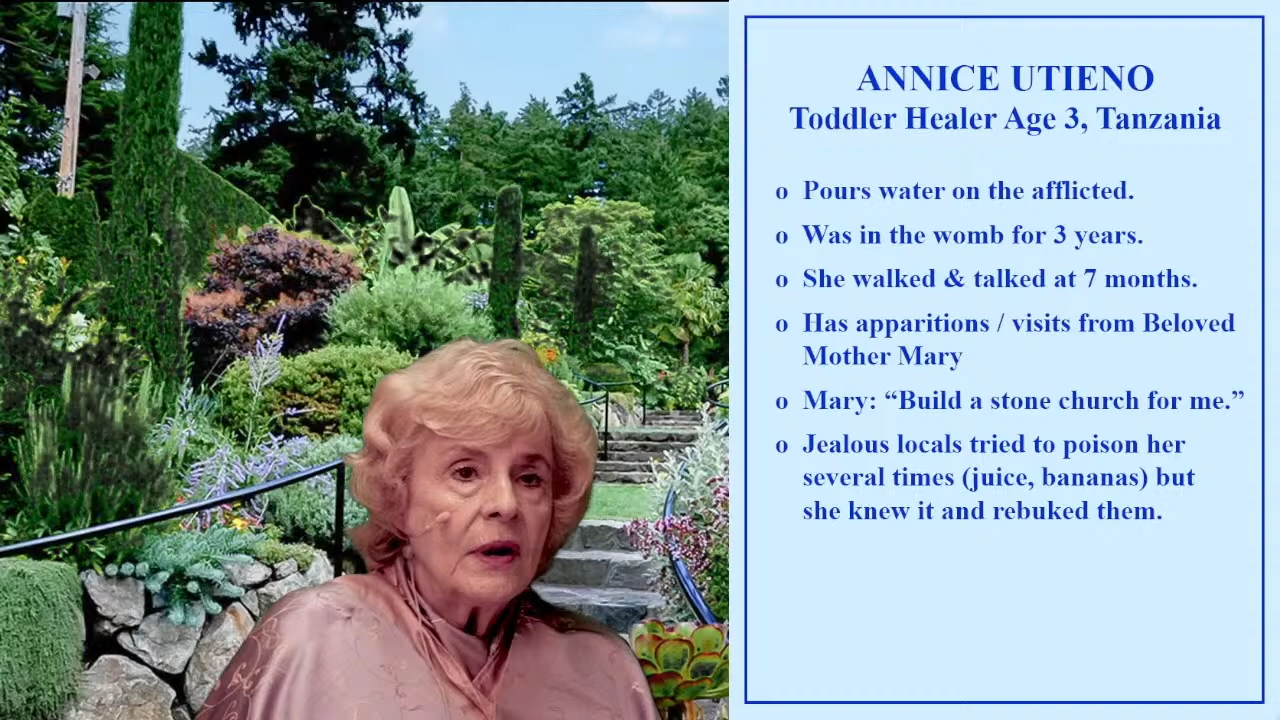 ANNICE UTIENO
Toddler Healer Age 3, Tanzania
o Pours water on the afflicted.
o Was in the womb for 3 years.
o She walked & talked at 7 months.
o Has apparitions / visits from Beloved
Mother Mary
o Mary: “Build a stone church for me.”
o Jealous locals tried to poison her
several times (juice, bananas) but
she knew it and rebuked them.